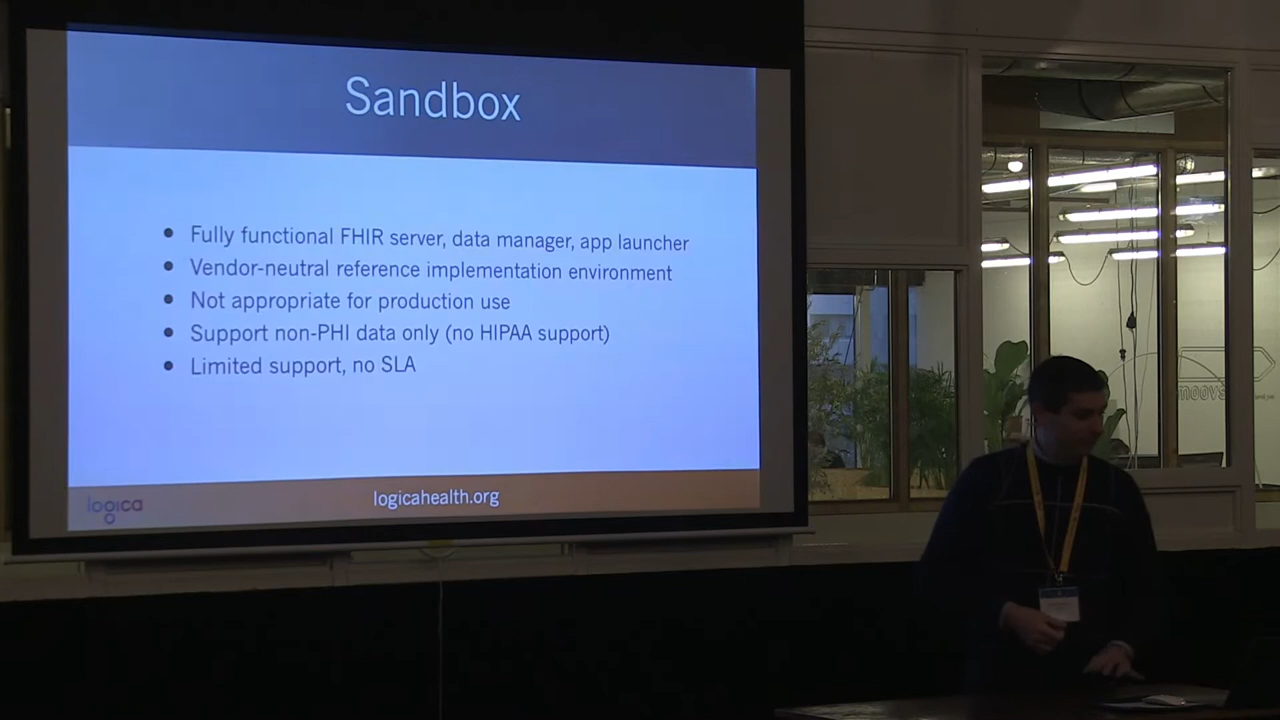 Sandbox
• Fully functional FHIR server, data manager, app launcher
• Vendor-neutral reference implementation environment
• Not appropriate for production use
• Support non-PHI data only (no HIPAA support)
• Limited support, no SLA
logica
logicahealth.org